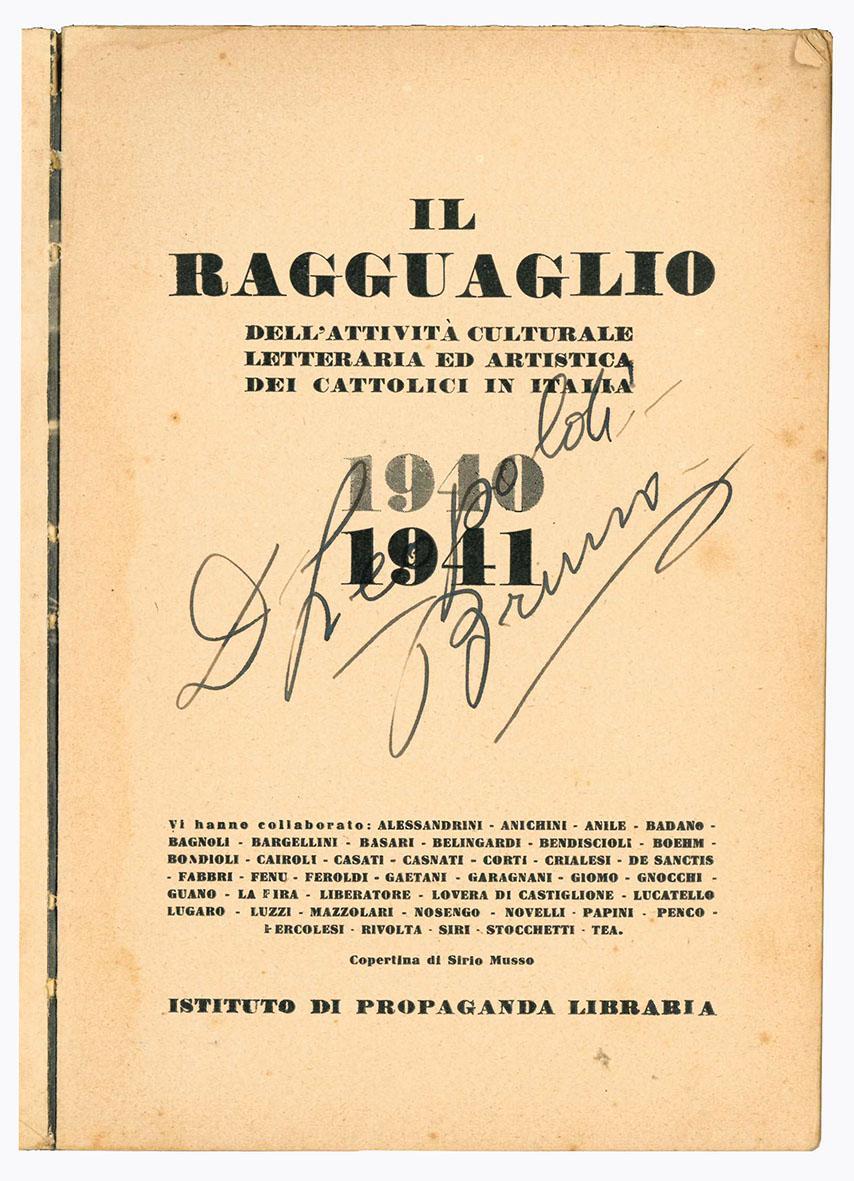 IL
RAGGUAGLIO
DELL'ATTIVITÀ CULTURALE
LETTERARIA ED ARTISTICA
DEI CATTOLICI IN ITALIA
1940
1941
D Leopoldi
Bruno
Vi hanno collaborato: ALESSANDRINI - ANICHINI - ANILE - BADANO -
BAGNOLI - BARGELLINI - BASARI - BELINGARDI - BENDISCIOLI - BOEHM -
BONDIOLI - CAIROLI - CASATI - CASNATI - CORTI - CRIALESI - DE SANCTIS
- FABBRI - FENU - FEROLDI - GAETANI - GARAGNANI - GIOMO - GNOCCHI -
GUANO - LA PIRA - LIBERATORE - LOVERA DI CASTIGLIONE - LUCATELLO
LUGARO - LUZZI - MAZZOLARI - NOSENGO - NOVELLI - PAPINI - PENCO -
PERCOLESI - RIVOLTA - SIRI - STOCCHETTI - TEA.
Copertina di Sirio Musso
ISTITUTO DI PROPAGANDA LIBRARIA